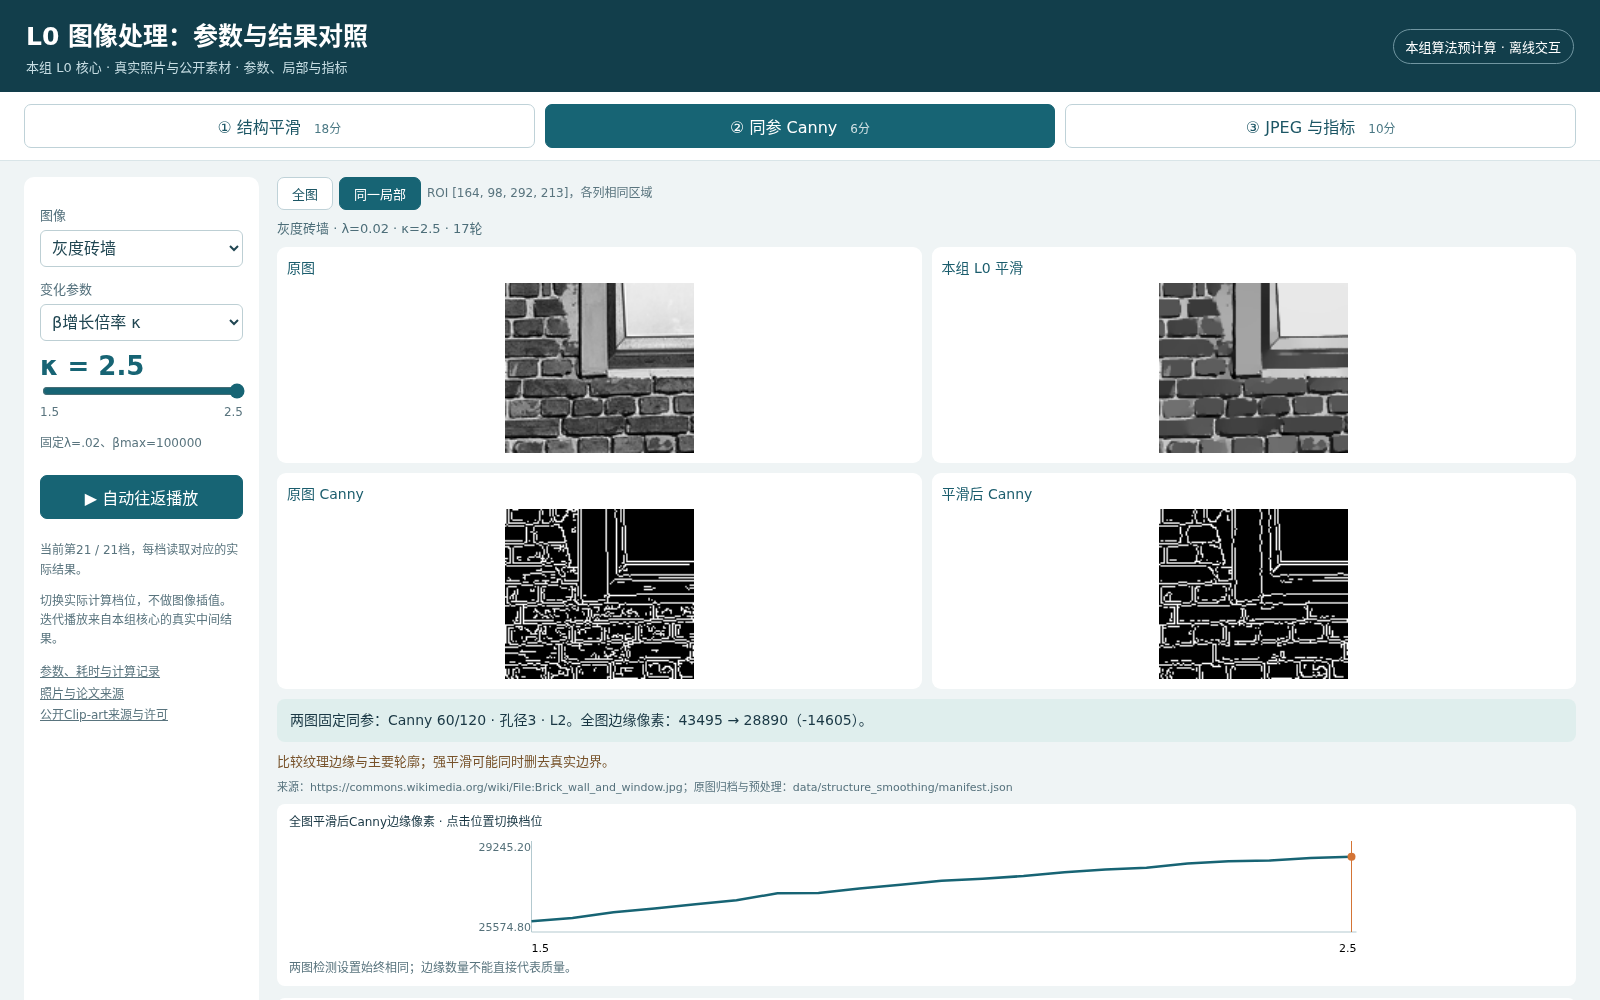 L0 图像处理：参数与结果对照
本组 L0 核心 · 真实照片与公开素材 · 参数、局部与指标
本组算法预计算 · 离线交互
① 结构平滑 18分
② 同参 Canny 6分
③ JPEG 与指标 10分
图像
灰度砖墙
变化参数
β增长倍率 κ
κ = 2.5
1.5 2.5
固定λ=.02、βmax=100000
▶ 自动往返播放
当前第21 / 21档，每档读取对应的实
际结果。
切换实际计算档位，不做图像插值。
迭代播放来自本组核心的真实中间结
果。
参数、耗时与计算记录
照片与论文来源
公开Clip-art来源与许可
全图 同一局部 ROI [164, 98, 292, 213]，各列相同区域
灰度砖墙 · λ=0.02 · κ=2.5 · 17轮
原图
本组 L0 平滑
原图 Canny
平滑后 Canny
两图固定同参：Canny 60/120 · 孔径3 · L2。全图边缘像素：43495 → 28890（-14605）。
比较纹理边缘与主要轮廓；强平滑可能同时删去真实边界。
来源：https://commons.wikimedia.org/wiki/File:Brick_wall_and_window.jpg；原图归档与预处理：data/structure_smoothing/manifest.json
全图平滑后Canny边缘像素 · 点击位置切换档位
29245.20
25574.80
1.5 2.5
两图检测设置始终相同；边缘数量不能直接代表质量。